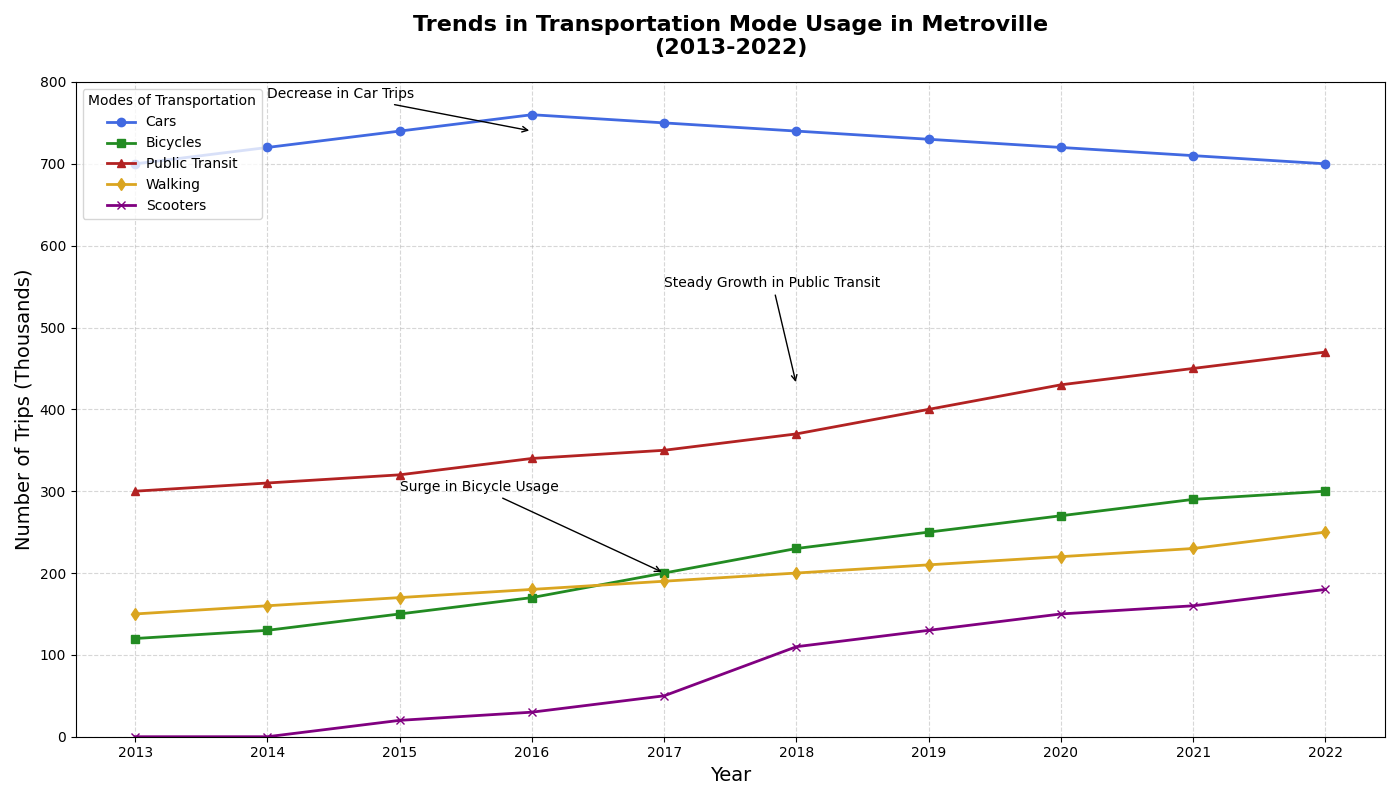 Trends in Transportation Mode Usage in Metroville
(2013-2022)
Number of Trips (Thousands)
800
700
600
500
400
300
200
100
0
Modes of Transportation
Cars
Bicycles
Public Transit
Walking
Scooters
Decrease in Car Trips
Steady Growth in Public Transit
Surge in Bicycle Usage
2013
2014
2015
2016
2017
2018
2019
2020
2021
2022
Year